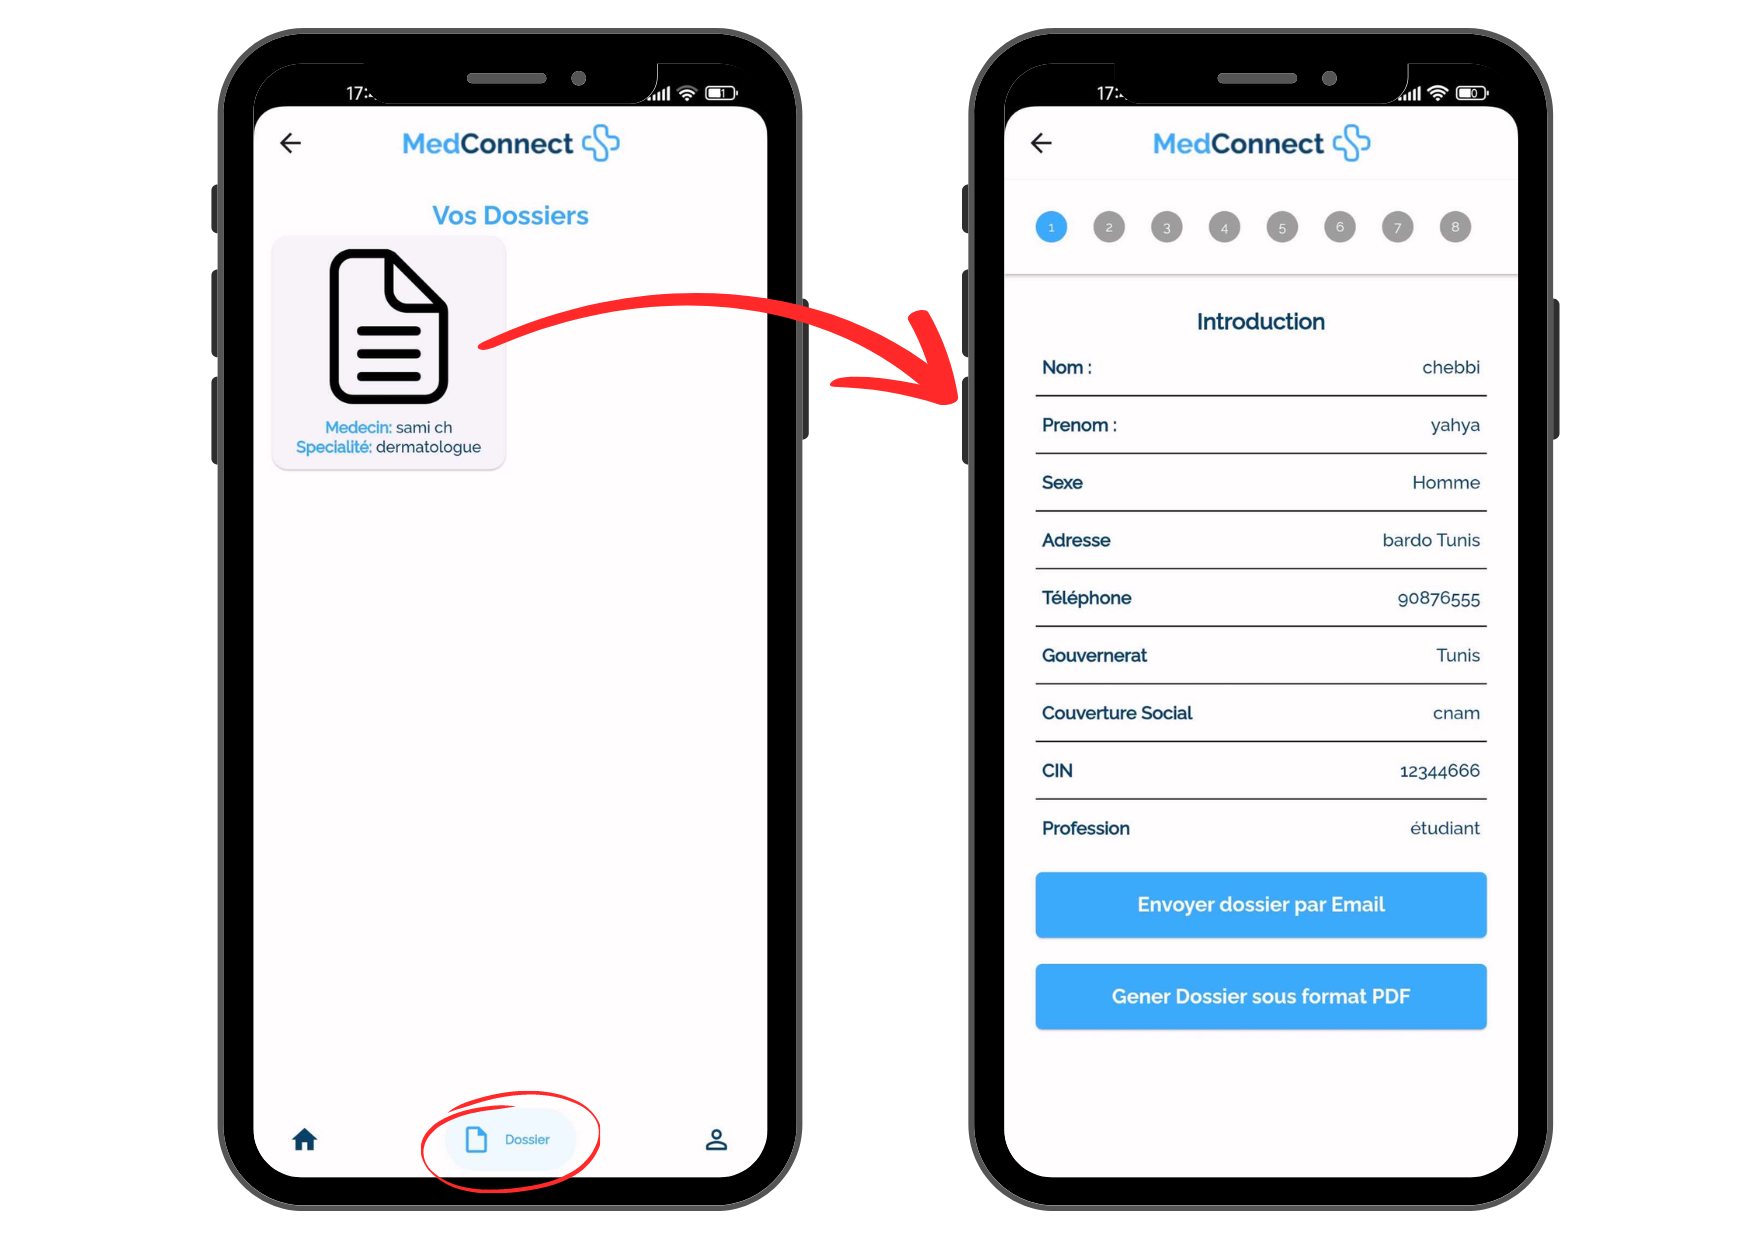 MedConnect
Vos Dossiers
Medecin: sami ch
Specialité: dermatologue
Dossier
MedConnect
1 2 3 4 5 6 7 8
Introduction
Nom : chebbi
Prenom : yahya
Sexe Homme
Adresse bardo Tunis
Téléphone 90876555
Gouvernerat Tunis
Couverture Social cnam
CIN 12344666
Profession étudiant
Envoyer dossier par Email
Gener Dossier sous format PDF